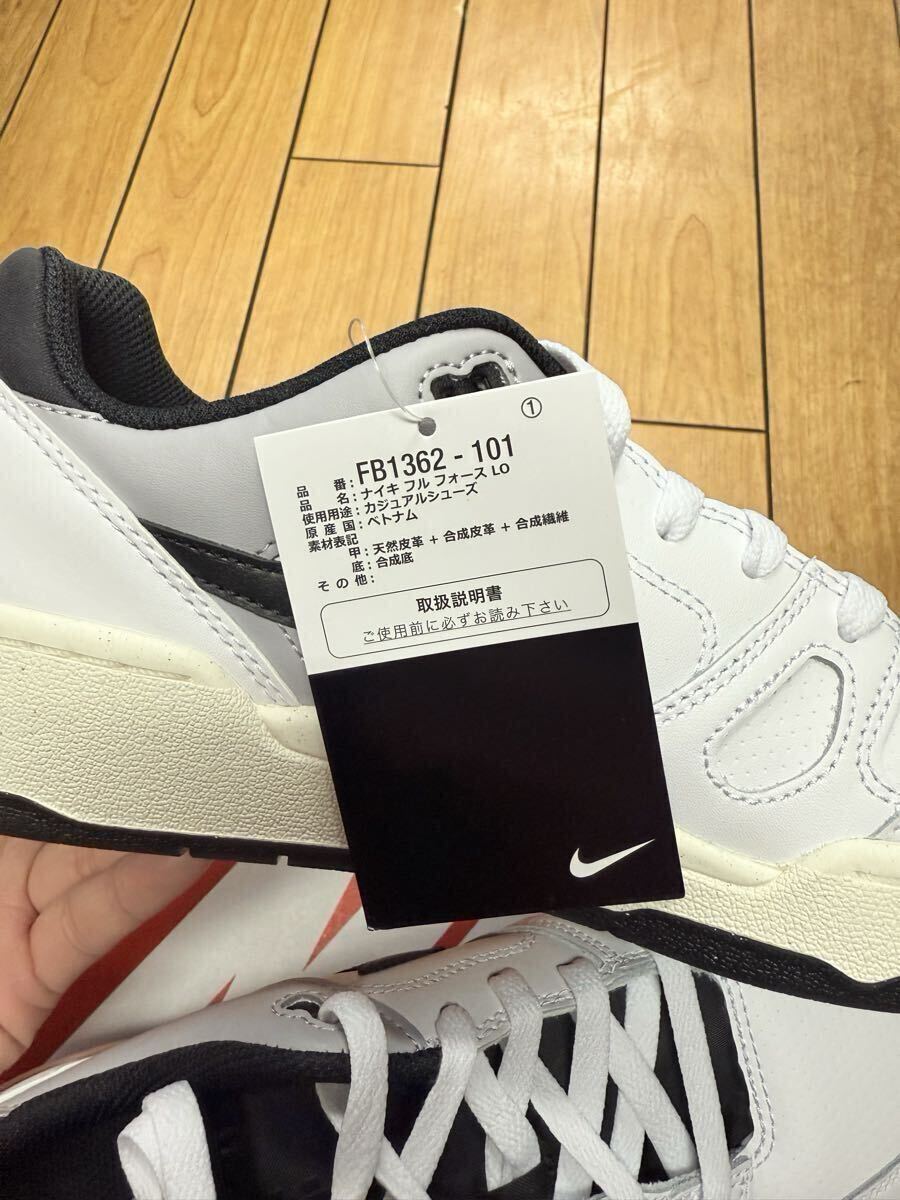 ①
品番：FB1362 - 101
品名：ナイキ フル フォース LO
使用用途：カジュアルシューズ
原産国：ベトナム
素材表記
甲：天然皮革 + 合成皮革 + 合成繊維
底：合成底
その他：
取扱説明書
ご使用前に必ずお読み下さい